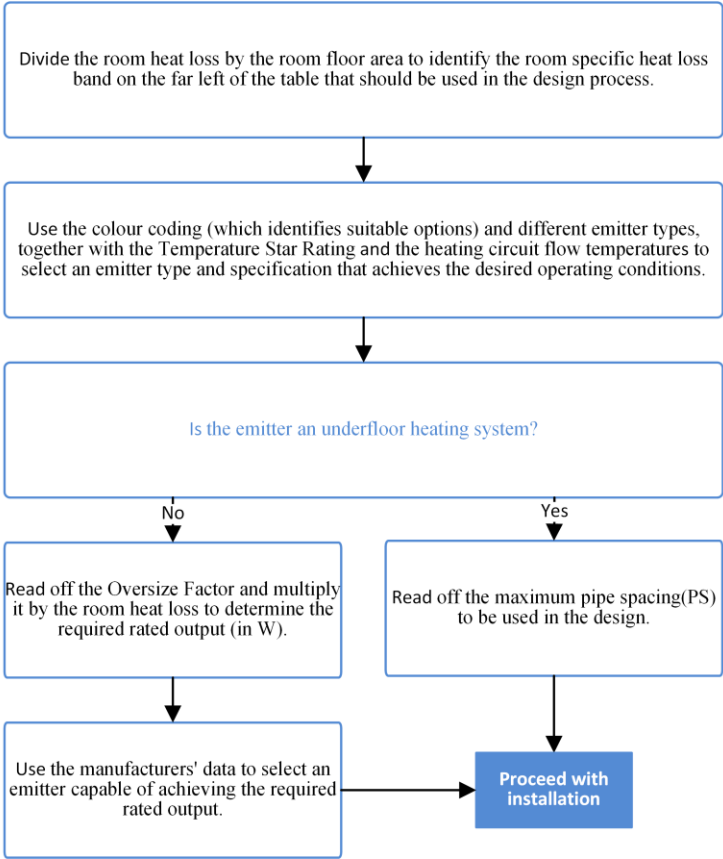 Divide the room heat loss by the room floor area to identify the room specific heat loss
band on the far left of the table that should be used in the design process.
Use the colour coding (which identifies suitable options) and different emitter types,
together with the Temperature Star Rating and the heating circuit flow temperatures to
select an emitter type and specification that achieves the desired operating conditions.
Is the emitter an underfloor heating system?
No
Yes
Read off the Oversize Factor and multiply
it by the room heat loss to determine the
required rated output (in W).
Read off the maximum pipe spacing(PS)
to be used in the design.
Use the manufacturers' data to select an
emitter capable of achieving the required
rated output.
Proceed with
installation